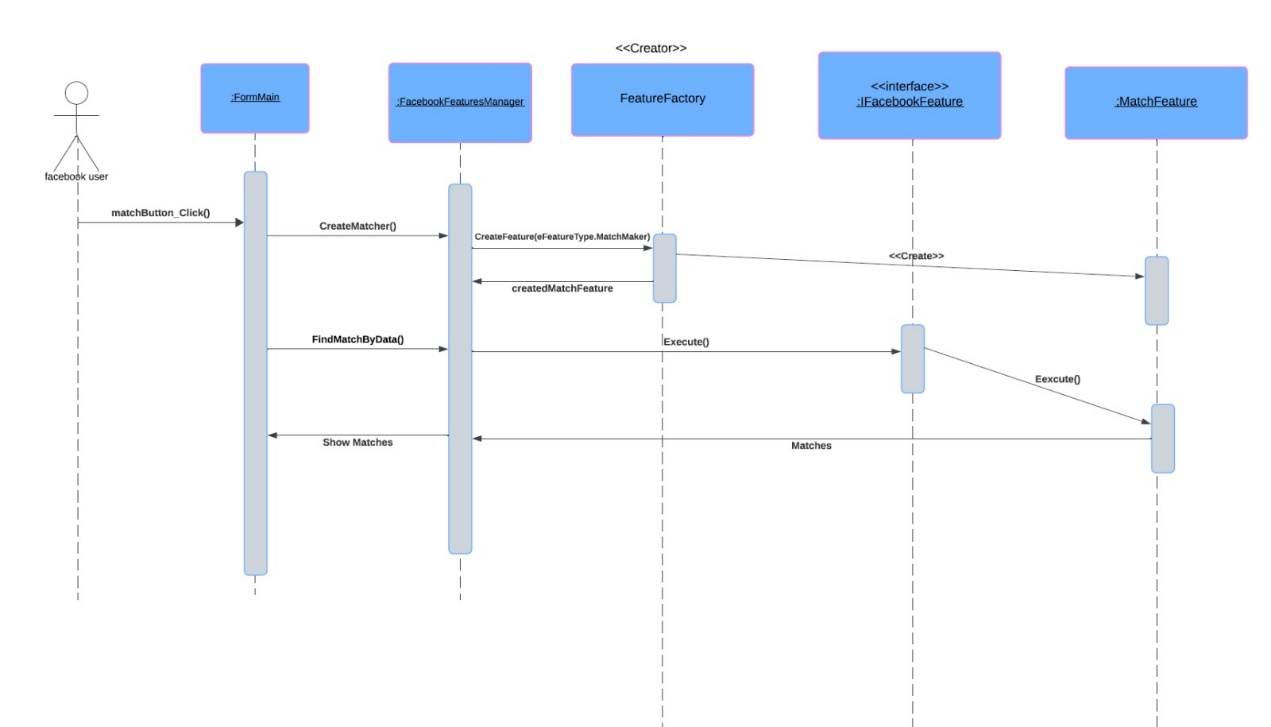 <<Creator>>
:FormMain
:FacebookFeaturesManager
FeatureFactory
<<interface>>
:IFacebookFeature
:MatchFeature
facebook user
matchButton_Click()
CreateMatcher()
CreateFeature(eFeatureType.MatchMaker)
<<Create>>
createdMatchFeature
FindMatchByData()
Execute()
Eexcute()
Show Matches
Matches